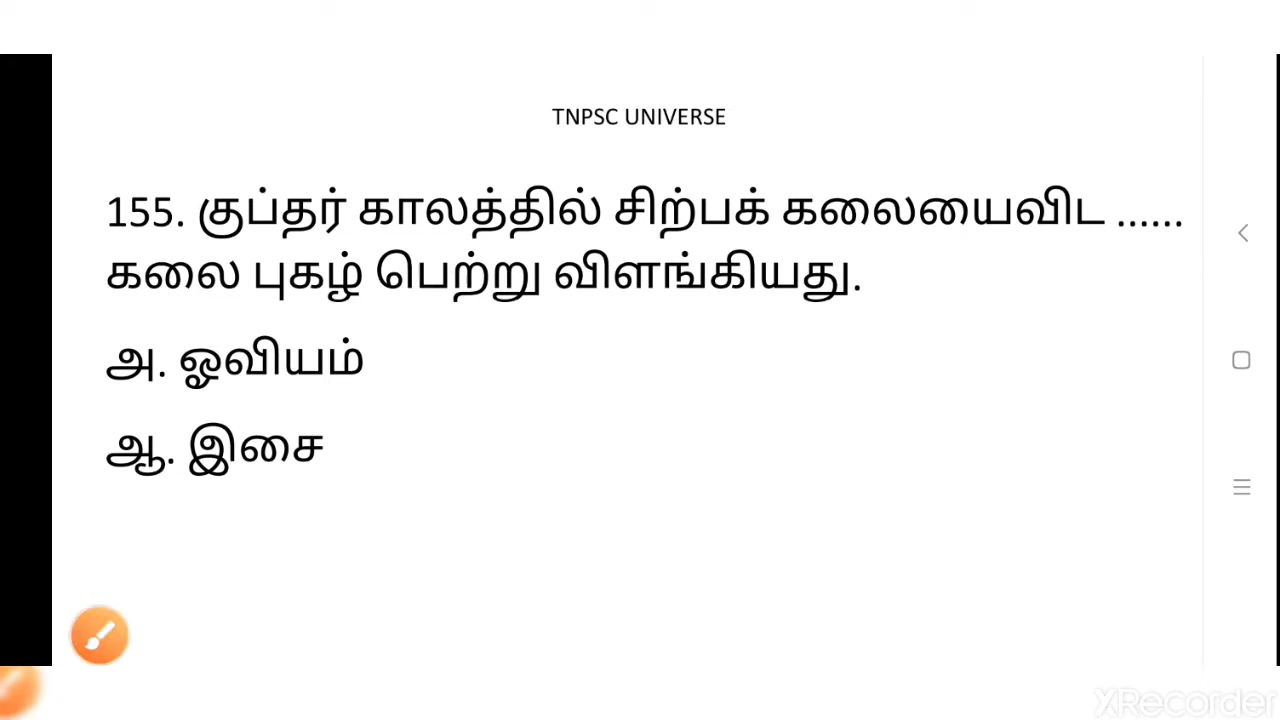 TNPSC UNIVERSE
155. குப்தர் காலத்தில் சிற்பக் கலையைவிட ......
கலை புகழ் பெற்று விளங்கியது.
அ. ஓவியம்
ஆ. இசை
XRecorder